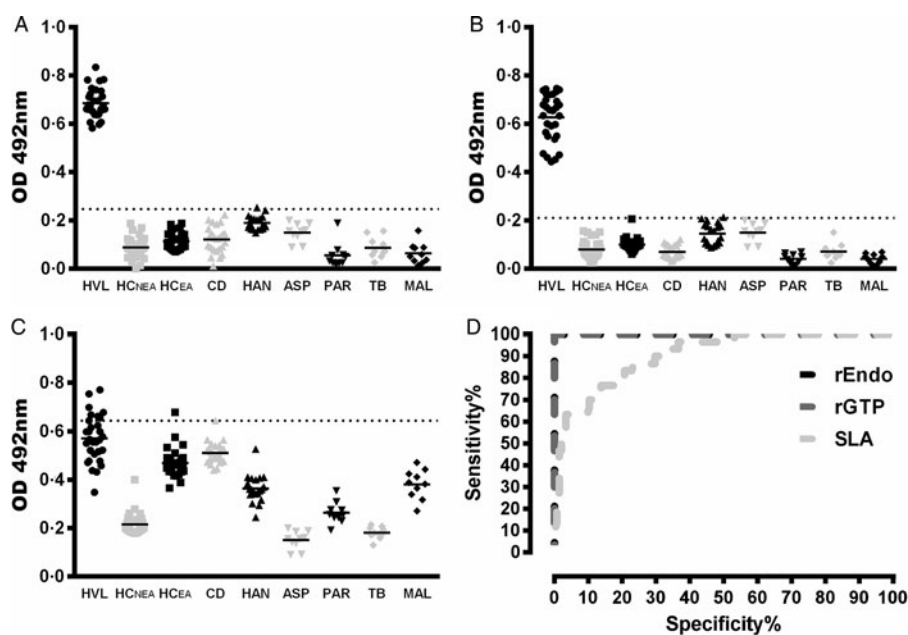 A
OD 492nm
1·0
0·8
0·6
0·4
0·2
0·0
HVL HCNEA HCEA CD HAN ASP PAR TB MAL
B
OD 492nm
1·0
0·8
0·6
0·4
0·2
0·0
HVL HCNEA HCEA CD HAN ASP PAR TB MAL
C
OD 492nm
1·0
0·8
0·6
0·4
0·2
0·0
HVL HCNEA HCEA CD HAN ASP PAR TB MAL
D
Sensitivity%
100
90
80
70
60
50
40
30
20
10
0
rEndo
rGTP
SLA
0 10 20 30 40 50 60 70 80 90 100
Specificity%